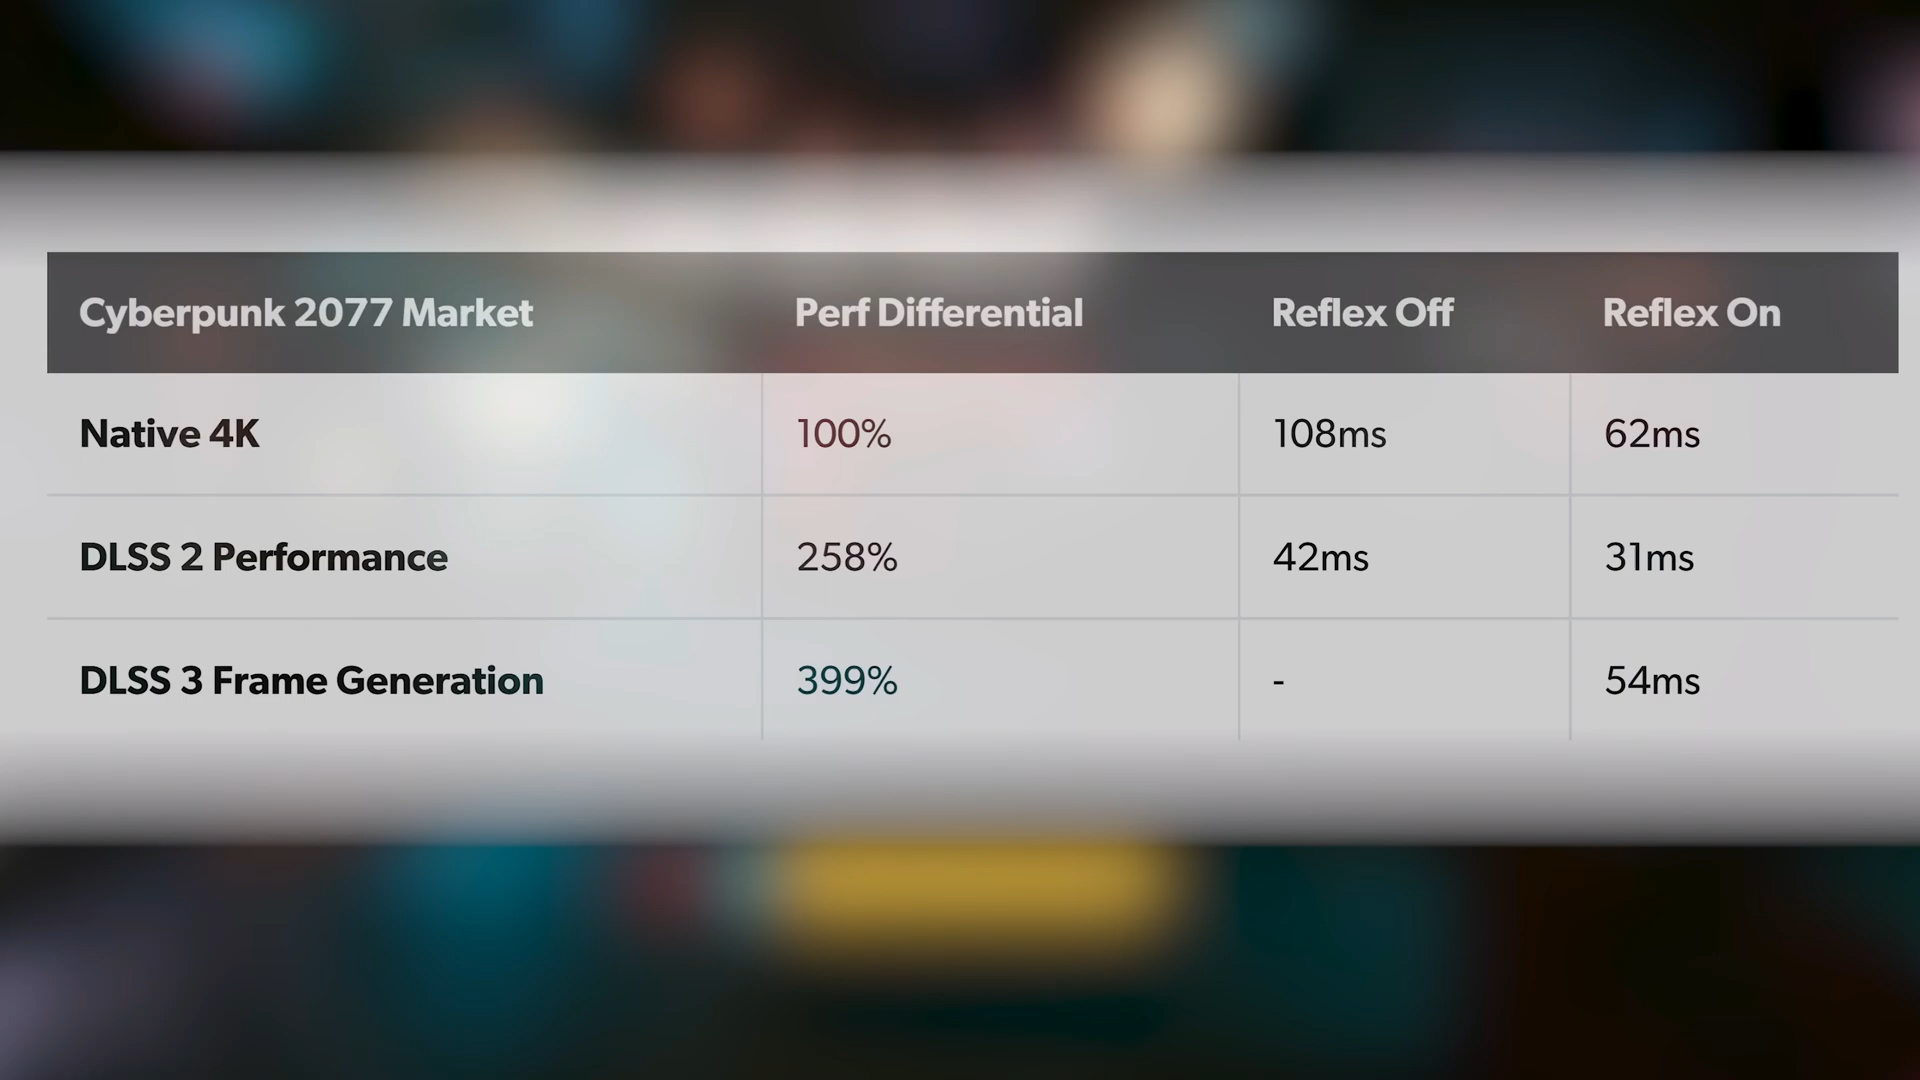 Cyberpunk 2077 Market Perf Differential Reflex Off Reflex On
Native 4K 100% 108ms 62ms
DLSS 2 Performance 258% 42ms 31ms
DLSS 3 Frame Generation 399% - 54ms